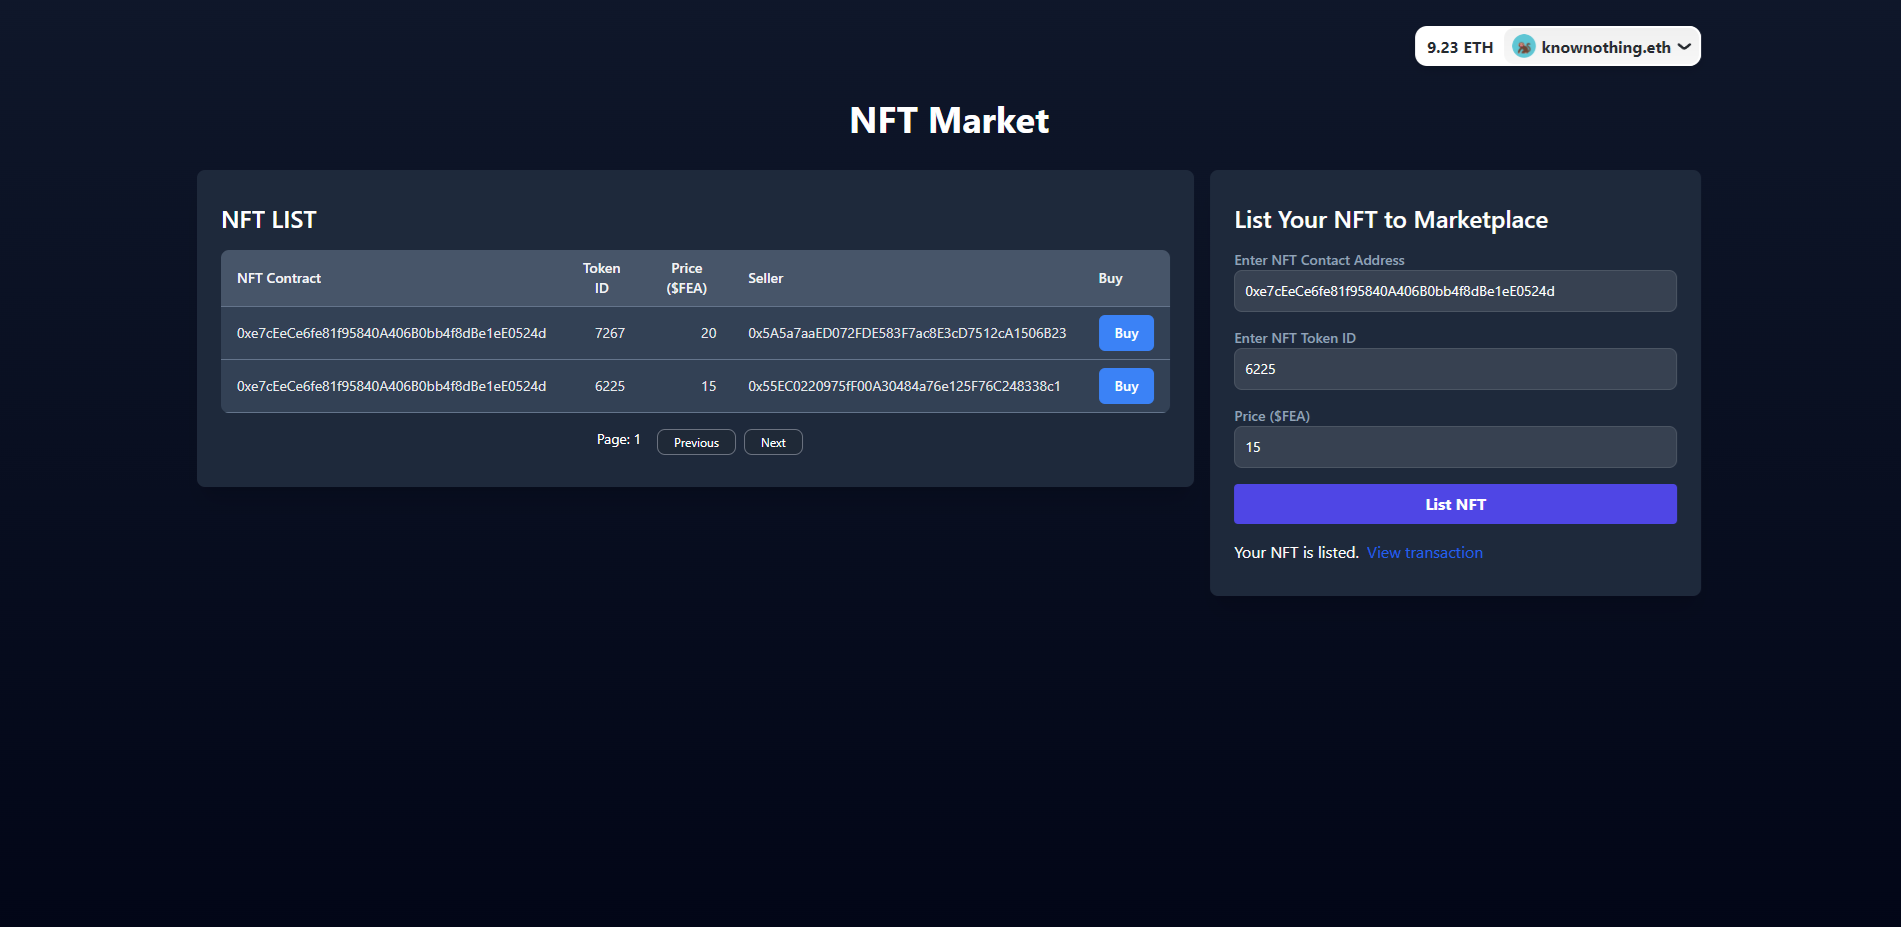 9.23 ETH knownothing.eth
NFT Market
NFT LIST
NFT Contract Token ID Price ($FEA) Seller Buy
0xe7cEeCe6fe81f95840A406B0bb4f8dBe1eE0524d 7267 20 0x5A5a7aaED072FDE583F7ac8E3cD7512cA1506B23 Buy
0xe7cEeCe6fe81f95840A406B0bb4f8dBe1eE0524d 6225 15 0x55EC0220975fF00A30484a76e125F76C248338c1 Buy
Page: 1 Previous Next
List Your NFT to Marketplace
Enter NFT Contact Address
0xe7cEeCe6fe81f95840A406B0bb4f8dBe1eE0524d
Enter NFT Token ID
6225
Price ($FEA)
15
List NFT
Your NFT is listed. View transaction